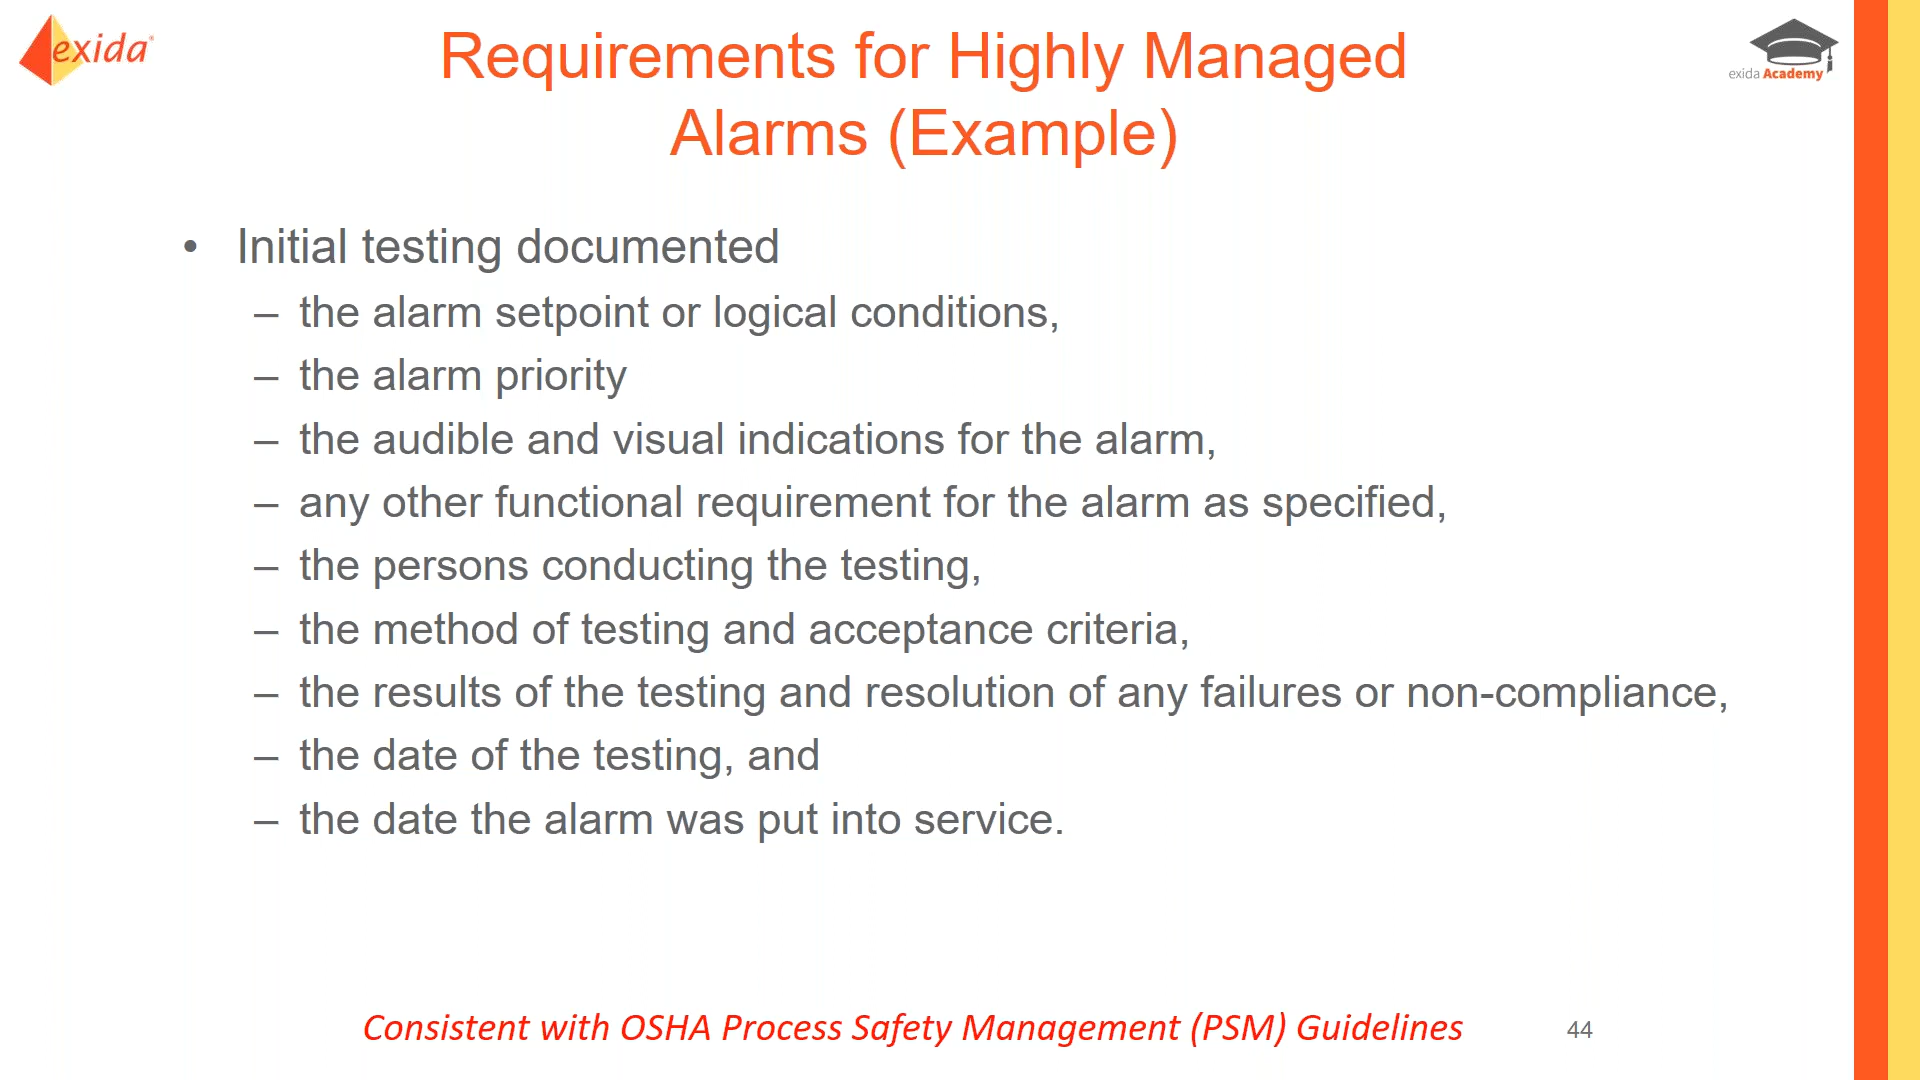 exida
Requirements for Highly Managed
Alarms (Example)
exida Academy
• Initial testing documented
– the alarm setpoint or logical conditions,
– the alarm priority
– the audible and visual indications for the alarm,
– any other functional requirement for the alarm as specified,
– the persons conducting the testing,
– the method of testing and acceptance criteria,
– the results of the testing and resolution of any failures or non-compliance,
– the date of the testing, and
– the date the alarm was put into service.
Consistent with OSHA Process Safety Management (PSM) Guidelines
44